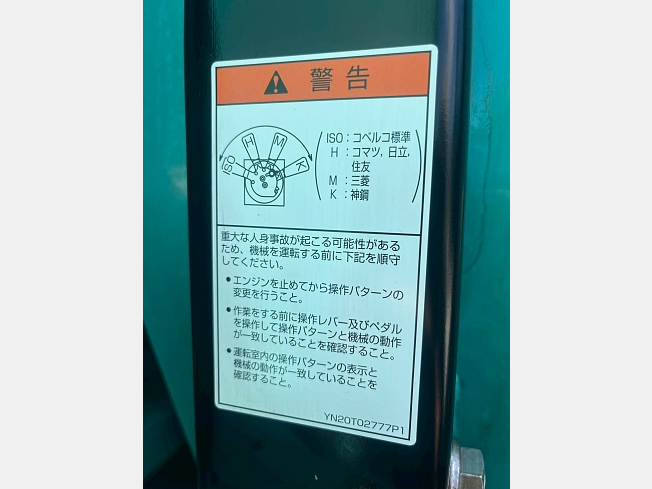 警告
ISO H M K
ISO：コベルコ標準
H：コマツ，日立，
住友
M：三菱
K：神鋼
重大な人身事故が起こる可能性がある
ため、機械を運転する前に下記を順守
してください。
●エンジンを止めてから操作パターンの
変更を行うこと。
●作業をする前に操作レバー及びペダル
を操作して操作パターンと機械の動作
が一致していることを確認すること。
●運転室内の操作パターンの表示と
機械の動作が一致していることを
確認すること。
YN20T02777P1